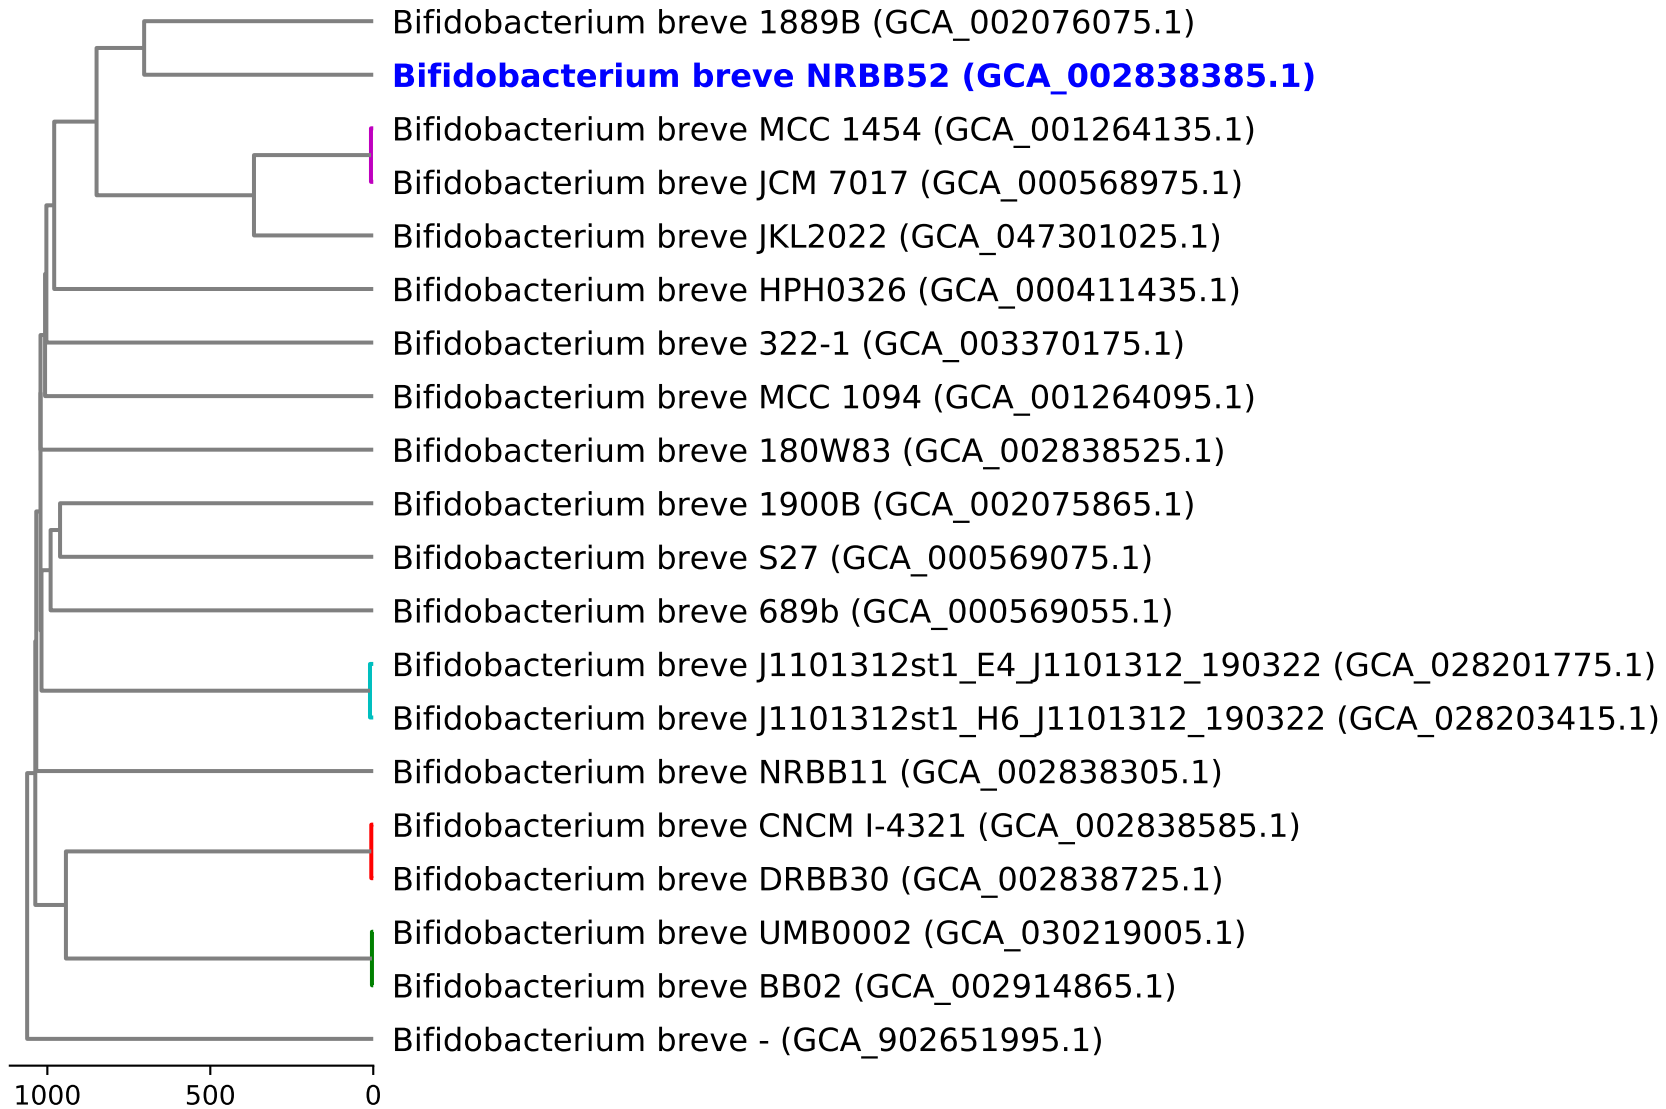 Bifidobacterium breve 1889B (GCA_002076075.1)
Bifidobacterium breve NRBB52 (GCA_002838385.1)
Bifidobacterium breve MCC 1454 (GCA_001264135.1)
Bifidobacterium breve JCM 7017 (GCA_000568975.1)
Bifidobacterium breve JKL2022 (GCA_047301025.1)
Bifidobacterium breve HPH0326 (GCA_000411435.1)
Bifidobacterium breve 322-1 (GCA_003370175.1)
Bifidobacterium breve MCC 1094 (GCA_001264095.1)
Bifidobacterium breve 180W83 (GCA_002838525.1)
Bifidobacterium breve 1900B (GCA_002075865.1)
Bifidobacterium breve S27 (GCA_000569075.1)
Bifidobacterium breve 689b (GCA_000569055.1)
Bifidobacterium breve J1101312st1_E4_J1101312_190322 (GCA_028201775.1)
Bifidobacterium breve J1101312st1_H6_J1101312_190322 (GCA_028203415.1)
Bifidobacterium breve NRBB11 (GCA_002838305.1)
Bifidobacterium breve CNCM I-4321 (GCA_002838585.1)
Bifidobacterium breve DRBB30 (GCA_002838725.1)
Bifidobacterium breve UMB0002 (GCA_030219005.1)
Bifidobacterium breve BB02 (GCA_002914865.1)
Bifidobacterium breve - (GCA_902651995.1)
1000 500 0